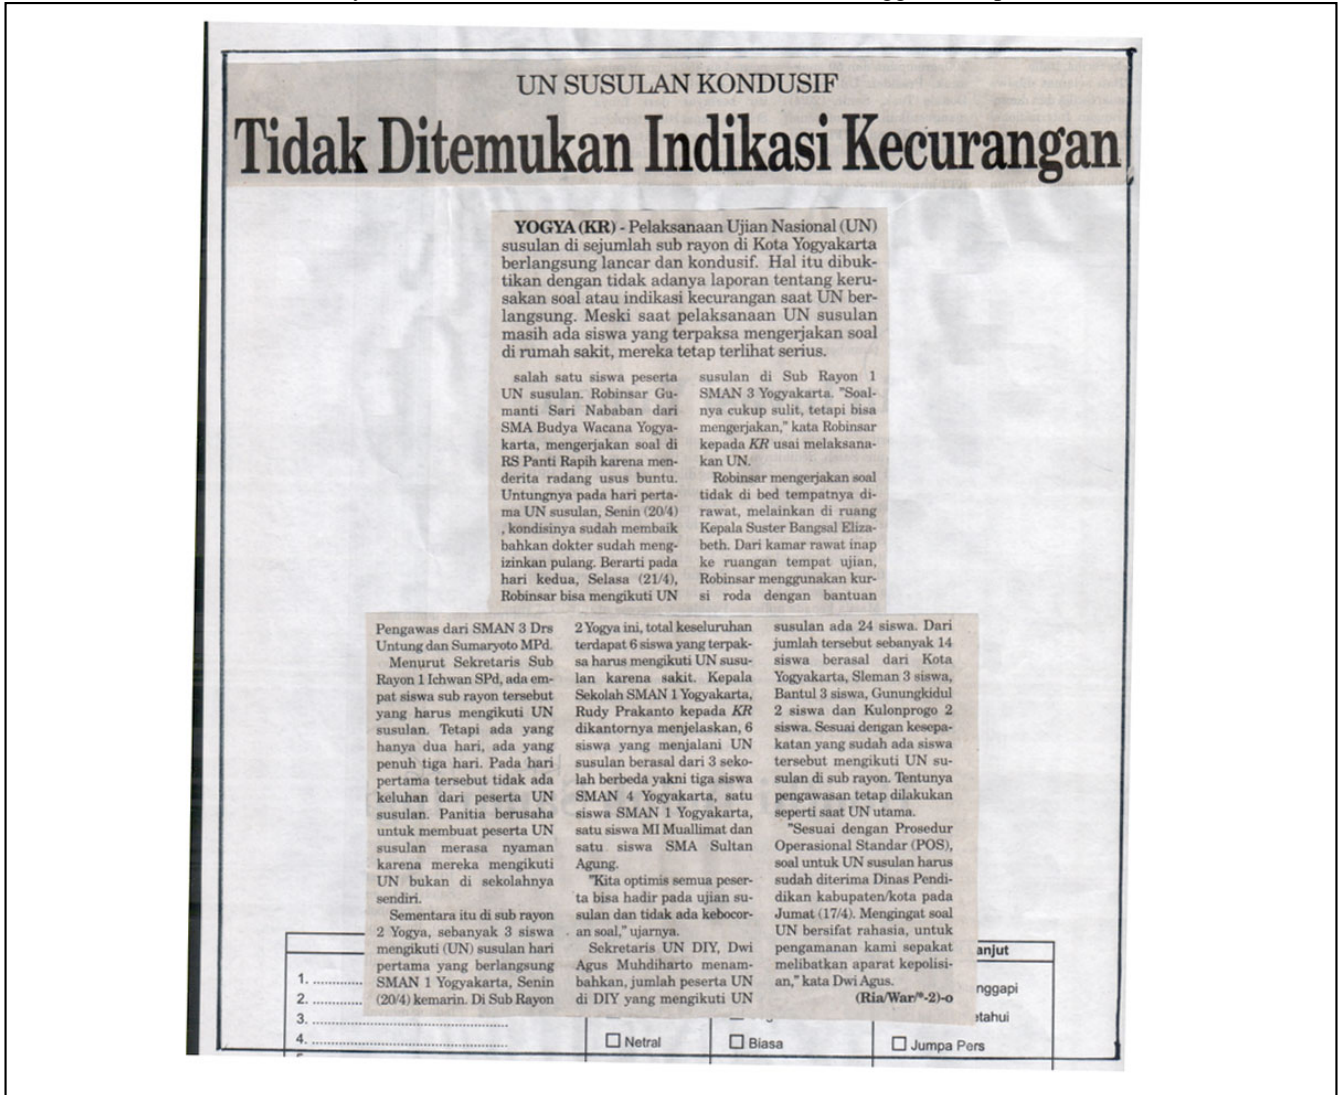 UN SUSULAN KONDUSIF
Tidak Ditemukan Indikasi Kecurangan
YOGYA (KR) - Pelaksanaan Ujian Nasional (UN)
susulan di sejumlah sub rayon di Kota Yogyakarta
berlangsung lancar dan kondusif. Hal itu dibuk-
tikan dengan tidak adanya laporan tentang keru-
sakan soal atau indikasi kecurangan saat UN ber-
langsung. Meski saat pelaksanaan UN susulan
masih ada siswa yang terpaksa mengerjakan soal
di rumah sakit, mereka tetap terlihat serius.
salah satu siswa peserta
UN susulan. Robinsar Gu-
manti Sari Nababan dari
SMA Budya Wacana Yogya-
karta, mengerjakan soal di
RS Panti Rapih karena men-
derita radang usus buntu.
Untungnya pada hari perta-
ma UN susulan, Senin (20/4)
, kondisinya sudah membaik
bahkan dokter sudah meng-
izinkan pulang. Berarti pada
hari kedua, Selasa (21/4),
Robinsar bisa mengikuti UN
susulan di Sub Rayon 1
SMAN 3 Yogyakarta. "Soal-
nya cukup sulit, tetapi bisa
mengerjakan," kata Robinsar
kepada KR usai melaksana-
kan UN.
Robinsar mengerjakan soal
tidak di bed tempatnya di-
rawat, melainkan di ruang
Kepala Suster Bangsal Eliza-
beth. Dari kamar rawat inap
ke ruangan tempat ujian,
Robinsar menggunakan kur-
si roda dengan bantuan
Pengawas dari SMAN 3 Drs
Untung dan Sumaryoto MPd.
Menurut Sekretaris Sub
Rayon 1 Ichwan SPd, ada em-
pat siswa sub rayon tersebut
yang harus mengikuti UN
susulan. Tetapi ada yang
hanya dua hari, ada yang
penuh tiga hari. Pada hari
pertama tersebut tidak ada
keluhan dari peserta UN
susulan. Panitia berusaha
untuk membuat peserta UN
susulan merasa nyaman
karena mereka mengikuti
UN bukan di sekolahnya
sendiri.
Sementara itu di sub rayon
2 Yogya, sebanyak 3 siswa
mengikuti (UN) susulan hari
pertama yang berlangsung
SMAN 1 Yogyakarta, Senin
(20/4) kemarin. Di Sub Rayon
2 Yogya ini, total keseluruhan
terdapat 6 siswa yang terpak-
sa harus mengikuti UN susu-
lan karena sakit. Kepala
Sekolah SMAN 1 Yogyakarta,
Rudy Prakanto kepada KR
dikantornya menjelaskan, 6
siswa yang menjalani UN
susulan berasal dari 3 seko-
lah berbeda yakni tiga siswa
SMAN 4 Yogyakarta, satu
siswa SMAN 1 Yogyakarta,
satu siswa MI Muallimat dan
satu siswa SMA Sultan
Agung.
"Kita optimis semua peser-
ta bisa hadir pada ujian su-
sulan dan tidak ada kebocor-
an soal," ujarnya.
Sekretaris UN DIY, Dwi
Agus Muhdiharto menam-
bahkan, jumlah peserta UN
di DIY yang mengikuti UN
susulan ada 24 siswa. Dari
jumlah tersebut sebanyak 14
siswa berasal dari Kota
Yogyakarta, Sleman 3 siswa,
Bantul 3 siswa, Gunungkidul
2 siswa dan Kulonprogo 2
siswa. Sesuai dengan kesepa-
katan yang sudah ada siswa
tersebut mengikuti UN su-
sulan di sub rayon. Tentunya
pengawasan tetap dilakukan
seperti saat UN utama.
"Sesuai dengan Prosedur
Operasional Standar (POS),
soal untuk UN susulan harus
sudah diterima Dinas Pendi-
dikan kabupaten/kota pada
Jumat (17/4). Mengingat soal
UN bersifat rahasia, untuk
pengamanan kami sepakat
melibatkan aparat kepolisi-
an," kata Dwi Agus.
(Ria/War/*-2)-o
anjut
1. ........
nggapi
2. ........
etahui
3. ........
4. ........
Netral
Biasa
Jumpa Pers